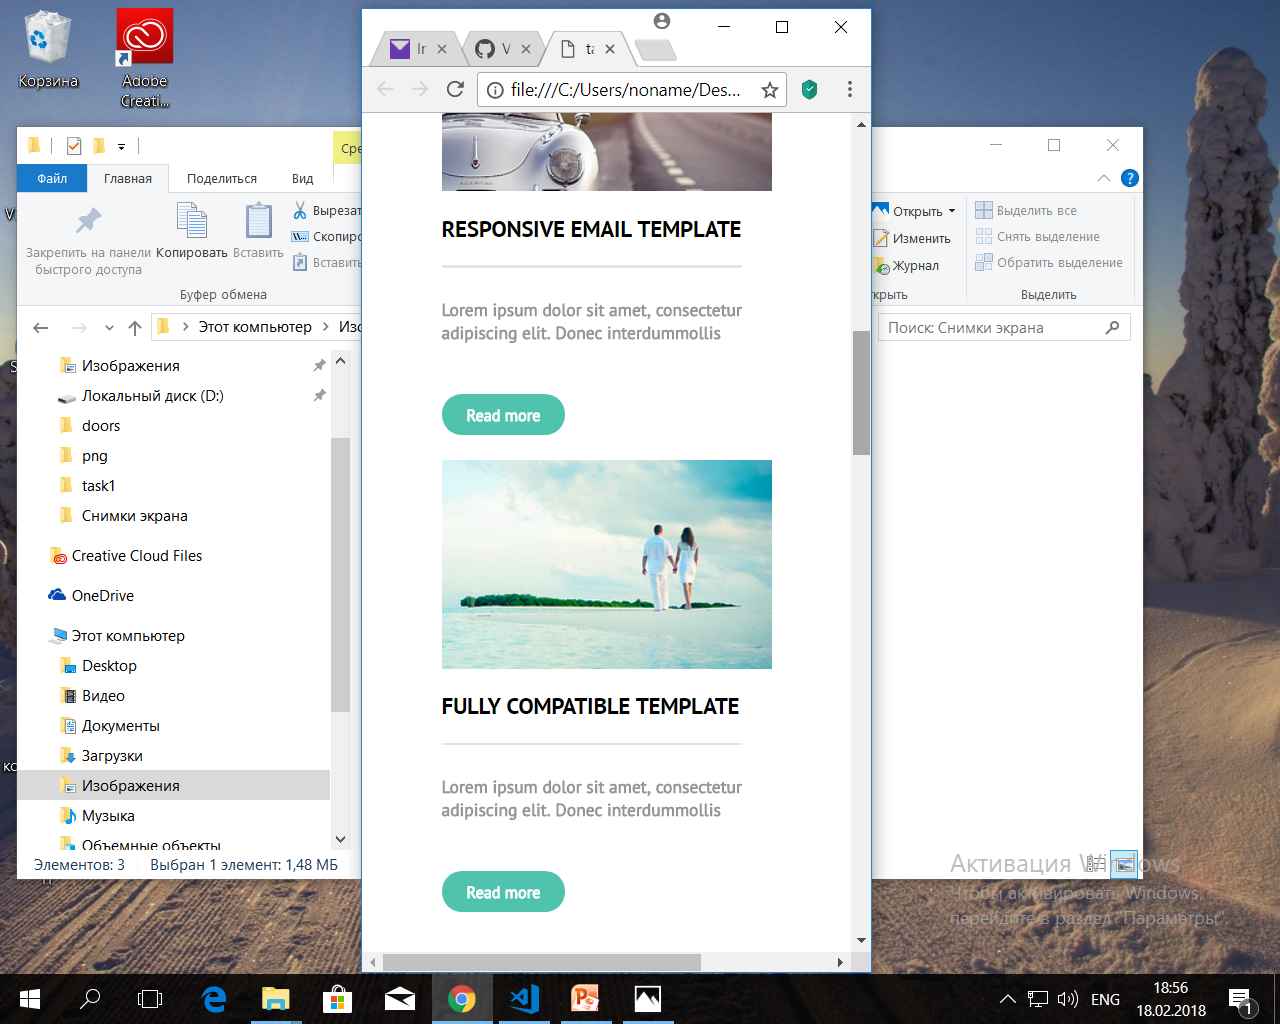 Корзина
Adobe
Creati...
Ir
V
ta
file:///C:/Users/noname/Des...
Сре
Файл
Главная
Поделиться
Вид
Закрепить на панели
быстрого доступа
Копировать
Вставить
Вырезат
Скопиро
Вставить
Буфер обмена
Открыть
Изменить
Журнал
крыть
Выделить все
Снять выделение
Обратить выделение
Выделить
Этот компьютер
Изо
Поиск: Снимки экрана
Изображения
Локальный диск (D:)
doors
png
task1
Снимки экрана
Creative Cloud Files
OneDrive
Этот компьютер
Desktop
Видео
Документы
Загрузки
Изображения
Музыка
Объемные объекты
Элементов: 3
Выбран 1 элемент: 1,48 МБ
RESPONSIVE EMAIL TEMPLATE
Lorem ipsum dolor sit amet, consectetur
adipiscing elit. Donec interdummollis
Read more
FULLY COMPATIBLE TEMPLATE
Lorem ipsum dolor sit amet, consectetur
adipiscing elit. Donec interdummollis
Read more
Активация Windows
Чтобы активировать Windows,
перейдите в раздел "Параметры".
ENG
18:56
18.02.2018
1